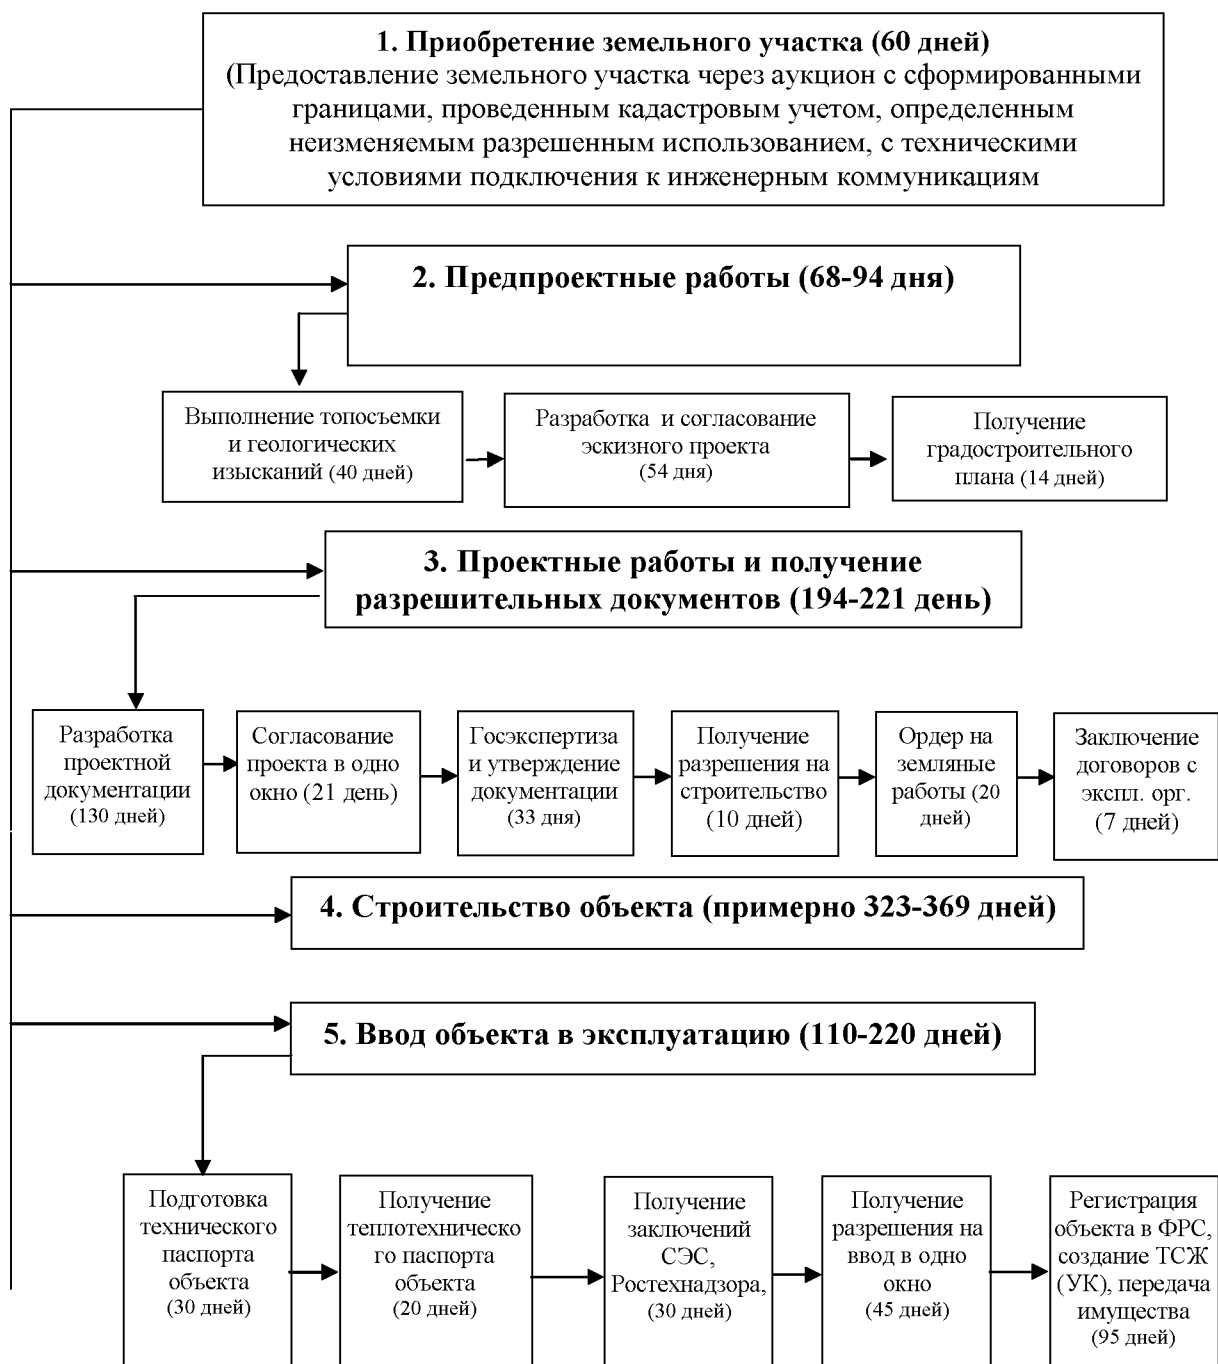 1. Приобретение земельного участка (60 дней)
(Предоставление земельного участка через аукцион с сформированными
границами, проведенным кадастровым учетом, определенным
неизменяемым разрешенным использованием, с техническими
условиями подключения к инженерным коммуникациям
2. Предпроектные работы (68-94 дня)
Выполнение топосъемки
и геологических
изысканий (40 дней)
Разработка и согласование
эскизного проекта
(54 дня)
Получение
градостроительного
плана (14 дней)
3. Проектные работы и получение
разрешительных документов (194-221 день)
Разработка
проектной
документации
(130 дней)
Согласование
проекта в одно
окно (21 день)
Госэкспертиза
и утверждение
документации
(33 дня)
Получение
разрешения на
строительство
(10 дней)
Ордер на
земляные
работы (20
дней)
Заключение
договоров с
экспл. орг.
(7 дней)
4. Строительство объекта (примерно 323-369 дней)
5. Ввод объекта в эксплуатацию (110-220 дней)
Подготовка
технического
паспорта
объекта
(30 дней)
Получение
теплотехническо
го паспорта
объекта
(20 дней)
Получение
заключений
СЭС,
Ростехнадзора,
(30 дней)
Получение
разрешения на
ввод в одно
окно
(45 дней)
Регистрация
объекта в ФРС,
создание ТСЖ
(УК), передача
имущества
(95 дней)